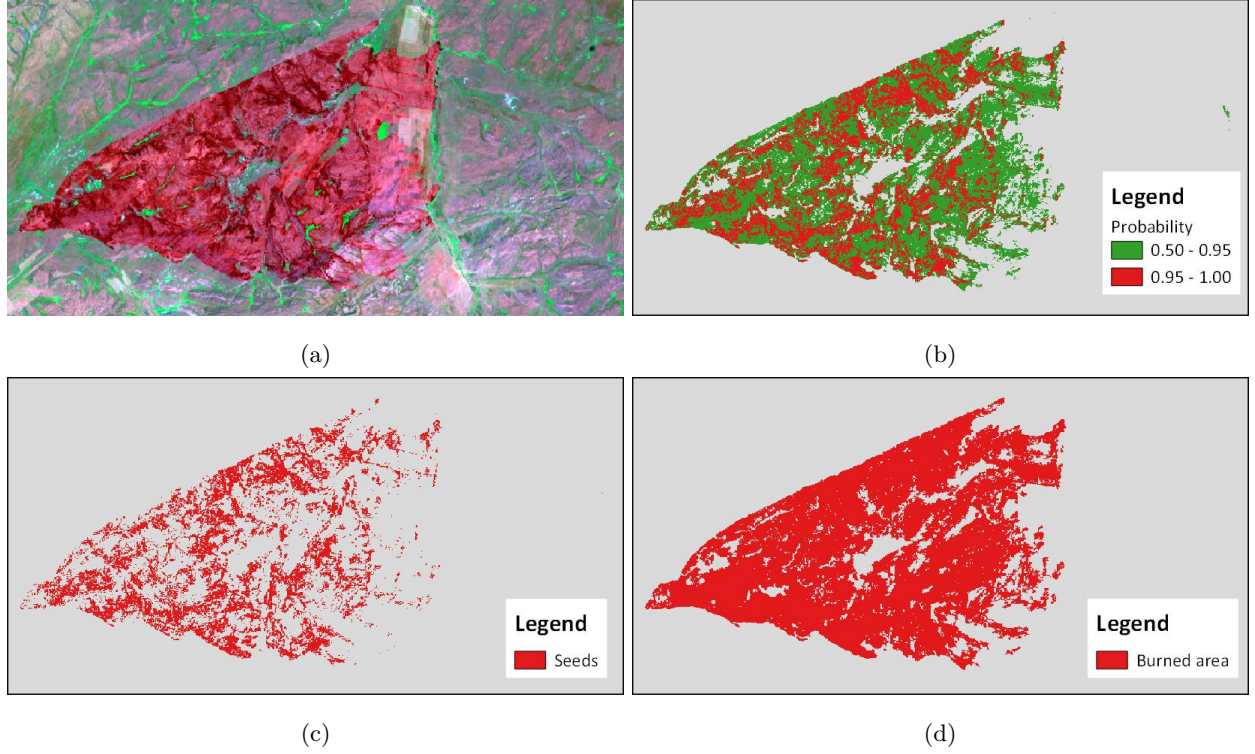 Legend
Probability
0.50 - 0.95
0.95 - 1.00
(a)
(b)
Legend
Seeds
Legend
Burned area
(c)
(d)